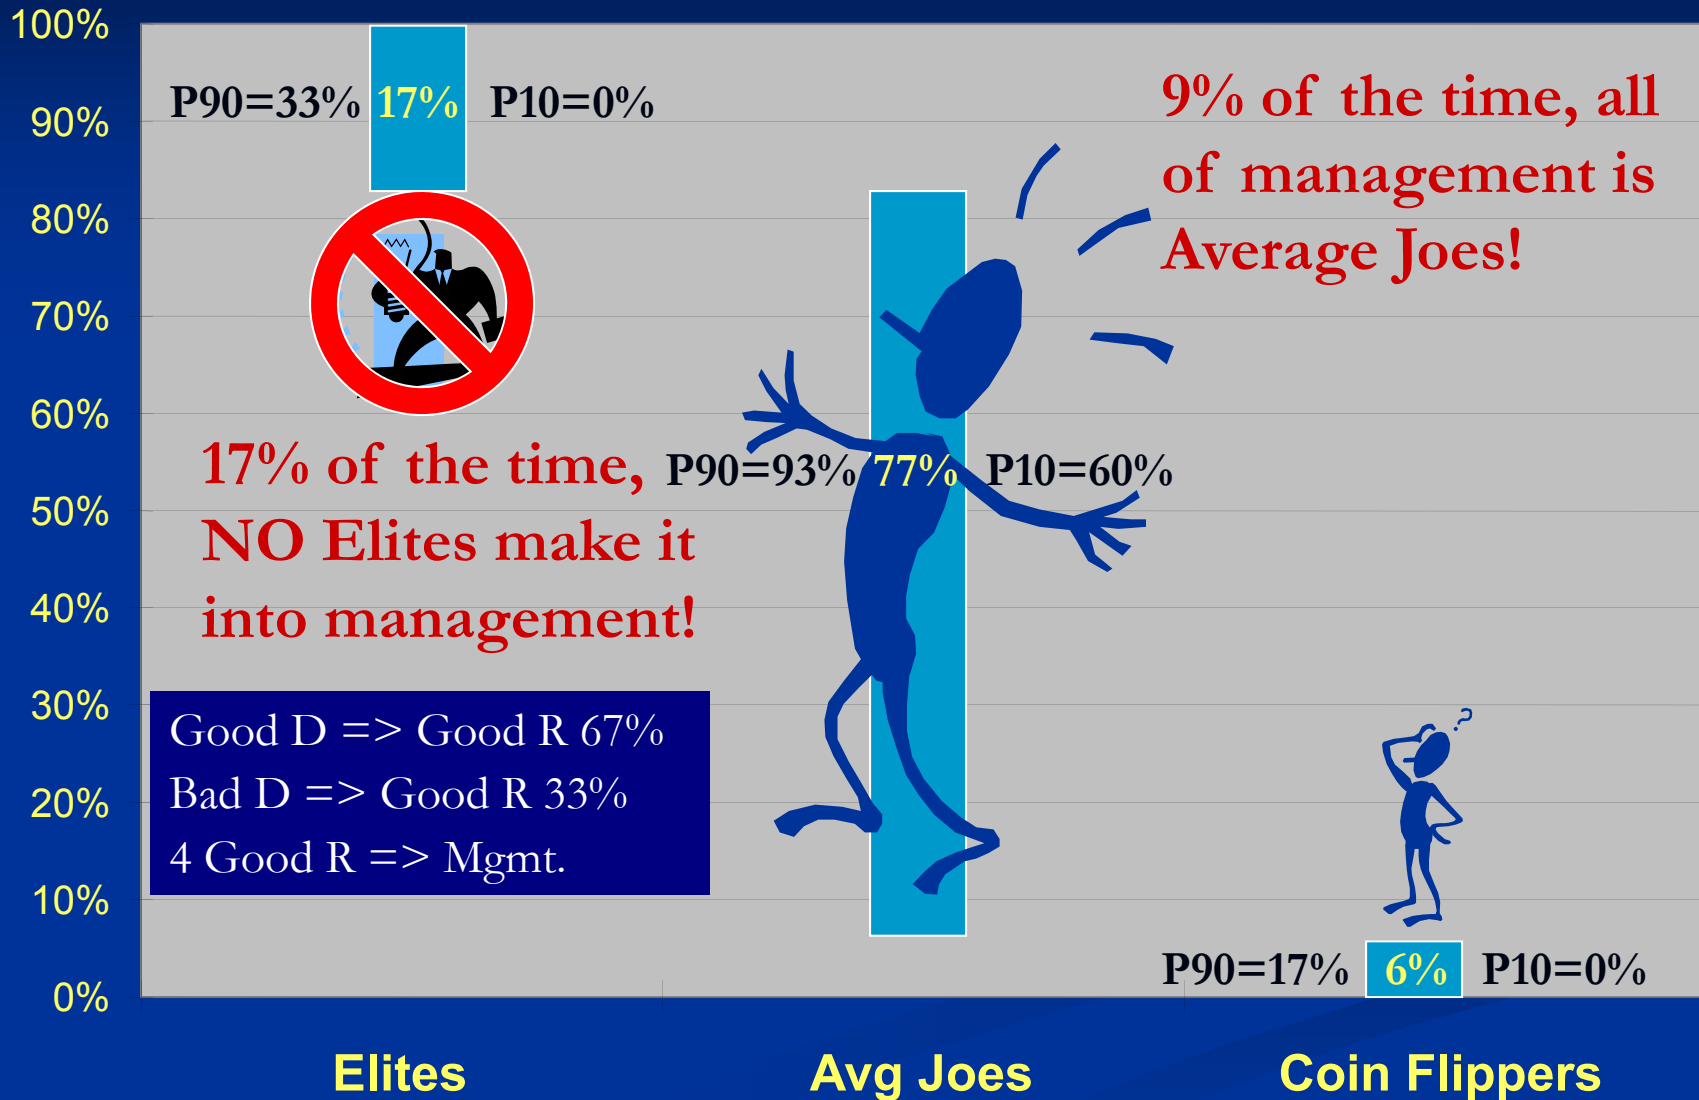 100%
90%
80%
70%
60%
50%
40%
30%
20%
10%
0%
P90=33% 17% P10=0%
9% of the time, all
of management is
Average Joes!
17% of the time,
NO Elites make it
into management!
P90=93% 77% P10=60%
Good D => Good R 67%
Bad D => Good R 33%
4 Good R => Mgmt.
?
P90=17% 6% P10=0%
Elites Avg Joes Coin Flippers